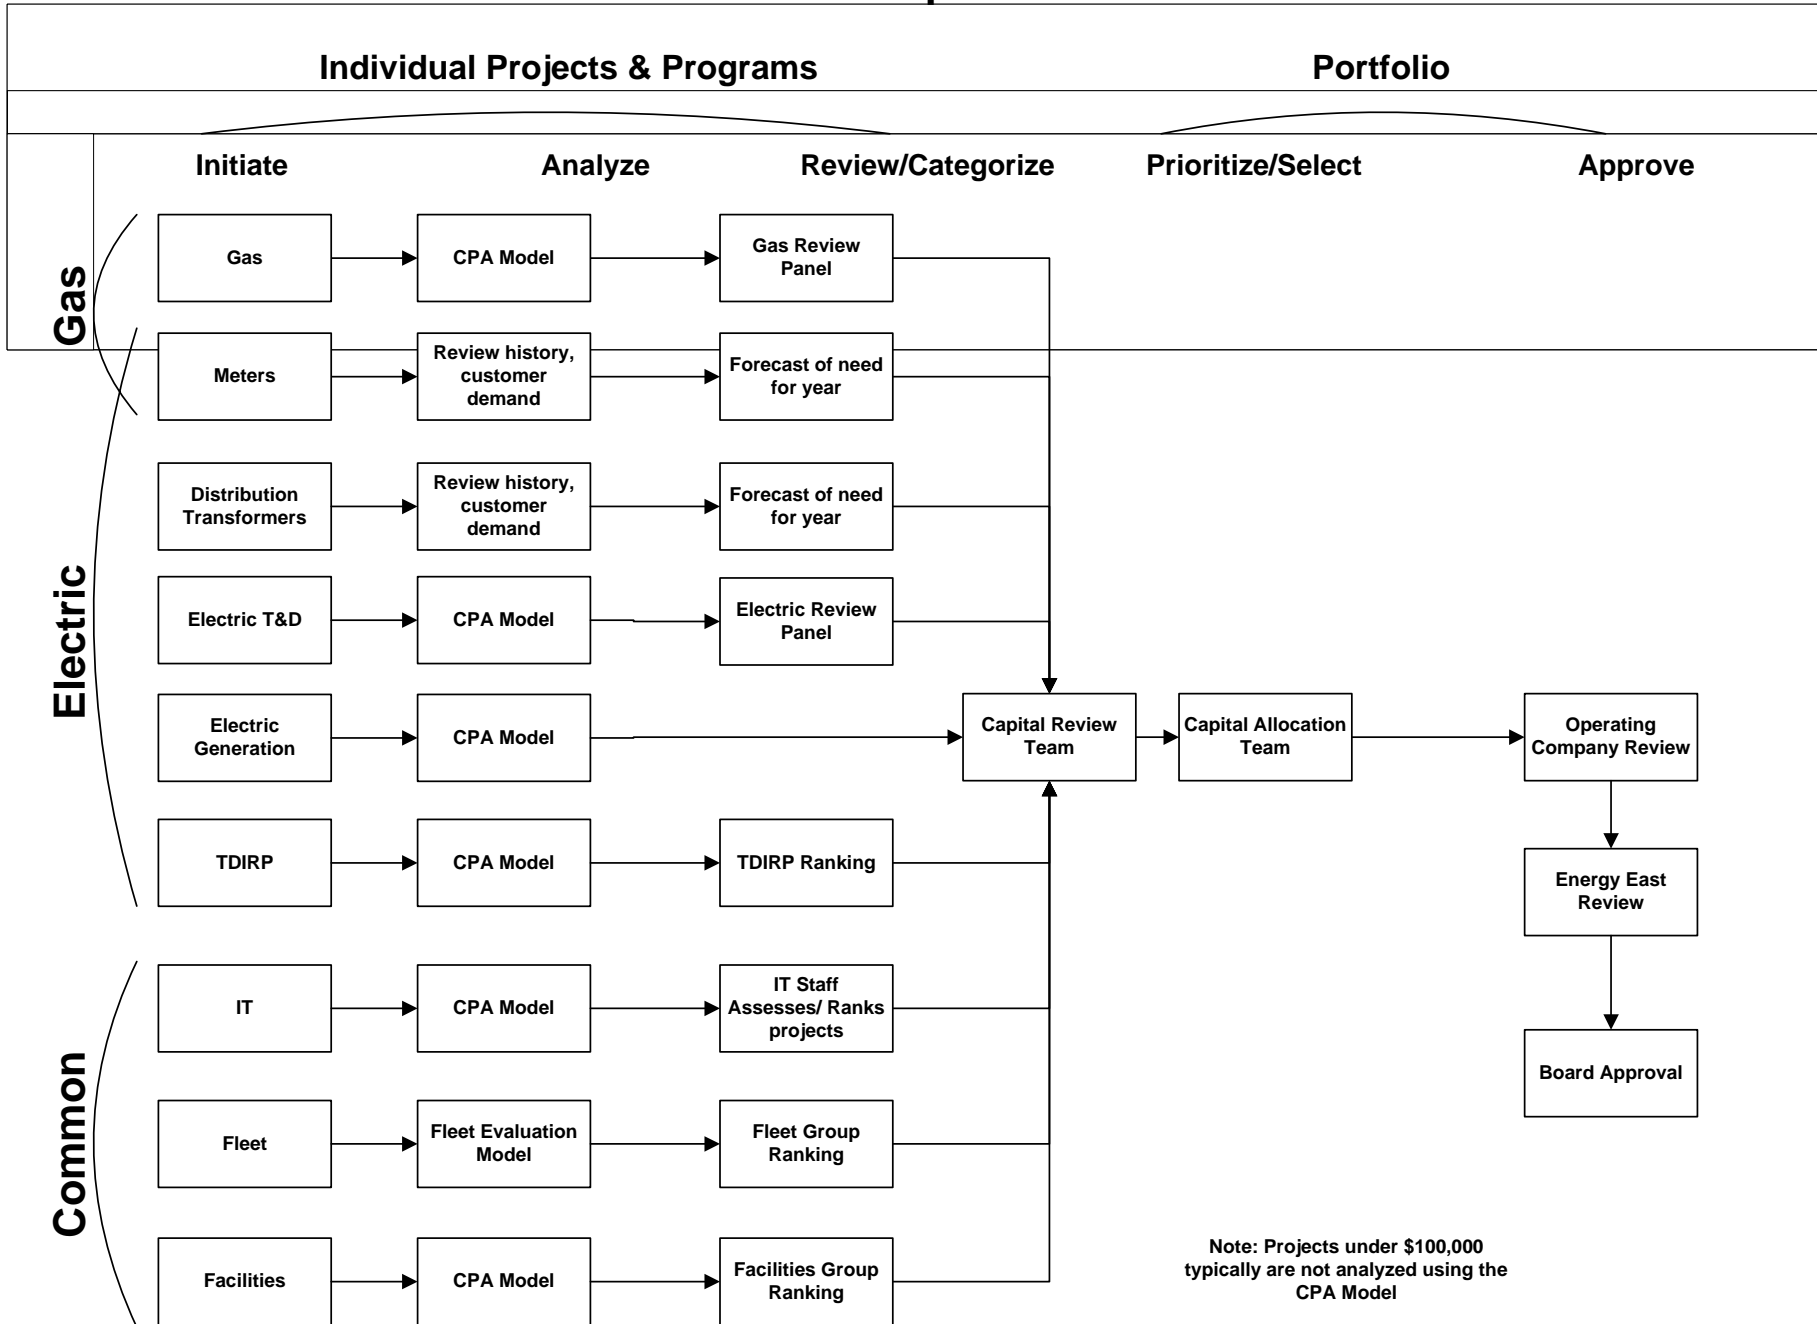 Individual Projects & Programs
Portfolio
Initiate
Analyze
Review/Categorize
Prioritize/Select
Approve
Gas
Gas
CPA Model
Gas Review
Panel
Meters
Review history,
customer
demand
Forecast of need
for year
Electric
Distribution
Transformers
Review history,
customer
demand
Forecast of need
for year
Electric T&D
CPA Model
Electric Review
Panel
Electric
Generation
CPA Model
Capital Review
Team
Capital Allocation
Team
Operating
Company Review
TDIRP
CPA Model
TDIRP Ranking
Energy East
Review
Common
IT
CPA Model
IT Staff
Assesses/ Ranks
projects
Board Approval
Fleet
Fleet Evaluation
Model
Fleet Group
Ranking
Facilities
CPA Model
Facilities Group
Ranking
Note: Projects under $100,000
typically are not analyzed using the
CPA Model